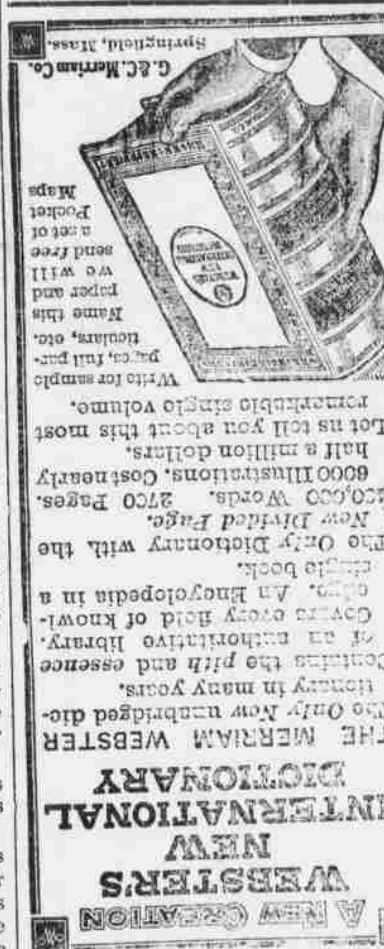 A NEW CREATION
WEBSTER'S
NEW
INTERNATIONAL
DICTIONARY
THE MERRIAM WEBSTER
The Only New unabridged dic-
tionary in many years.
Contains the pith and essence
of an authoritative library.
Covers every field of knowl-
edge. An Encyclopedia in a
single book.
The Only Dictionary with the
New Divided Page.
400,000 Words. 2700 Pages.
6000 Illustrations. Cost nearly
half a million dollars.
Let us tell you about this most
remarkable single volume.
Write for sample
pages, full par-
ticulars, etc.
Name this
paper and
we will
send free
a set of
Pocket
Maps
G. & C. Merriam Co.
Springfield, Mass.
WEBSTER'S
NEW
INTERNATIONAL
DICTIONARY